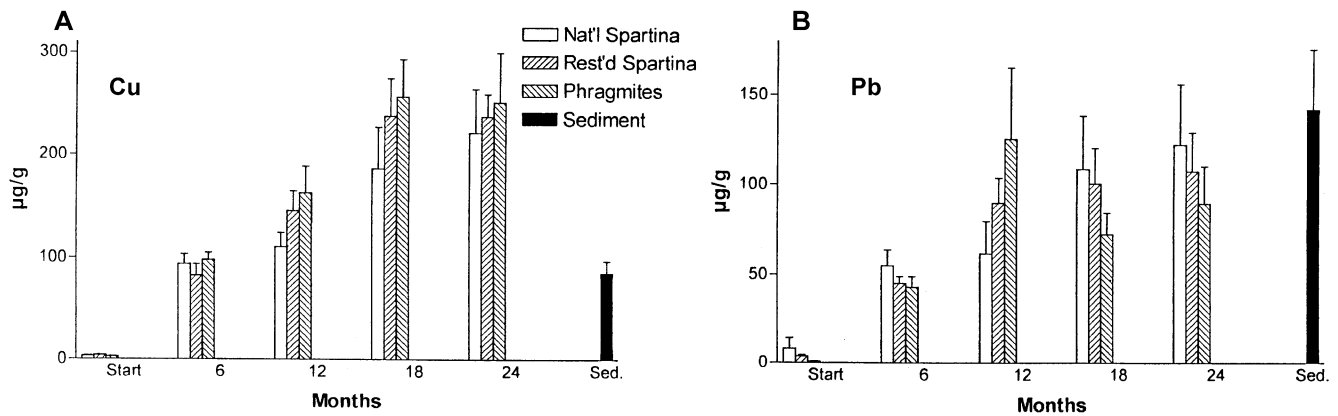 A
Cu
300
200
100
0
µg/g
Start 6 12 18 24 Sed.
Months
Nat'l Spartina
Rest'd Spartina
Phragmites
Sediment
B
Pb
150
100
50
0
µg/g
Start 6 12 18 24 Sed.
Months